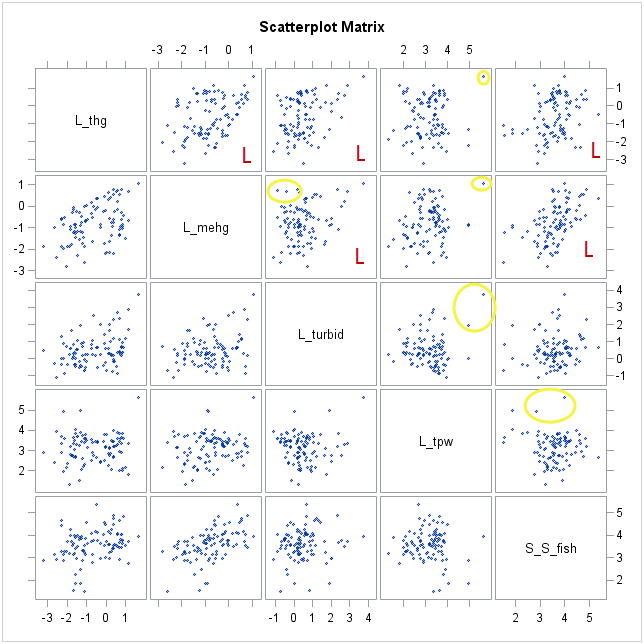 Scatterplot Matrix
-3 -2 -1 0 1 2 3 4 5
L_thg
1
0
-1
-2
-3
L L L
1
0
-1
-2
-3
L_mehg
L L
L_turbid
4
3
2
1
0
-1
5
4
3
2
L_tpw
S_S_fish
5
4
3
2
-3 -2 -1 0 1 -1 0 1 2 3 4 2 3 4 5